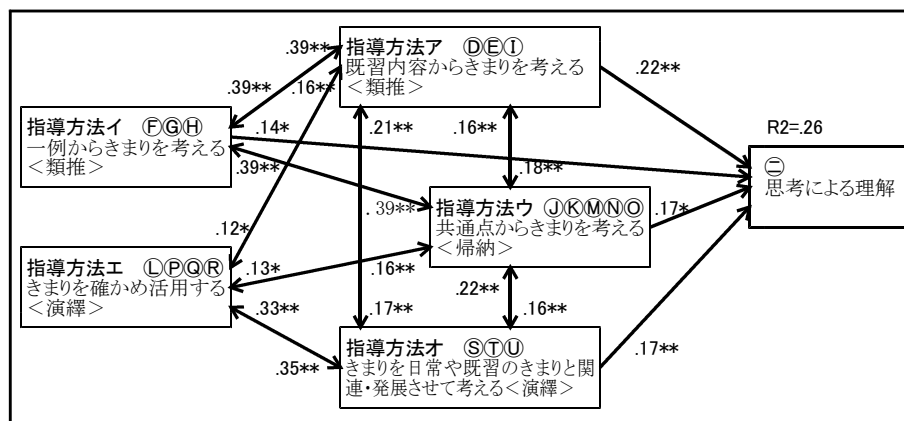 指導方法ア ⒹⒺⒾ
既習内容からきまりを考える
<類推>
.39**
.39**
.16**
.22**
指導方法イ ⒻⒼⒽ
一例からきまりを考える
<類推>
.14*
.21**
.16**
R2=.26
㊁
思考による理解
.39**
.18**
指導方法ウ ⒿⓀⓂⓃⓄ
共通点からきまりを考える
<帰納>
.39**
.17*
.12*
指導方法エ ⓁⓅⓆⓇ
きまりを確かめ活用する
<演繹>
.13*
.16**
.33**
.22**
.17**
.16**
指導方法オ ⓈⓉⓊ
きまりを日常や既習のきまりと関
連・発展させて考える<演繹>
.35**
.17**